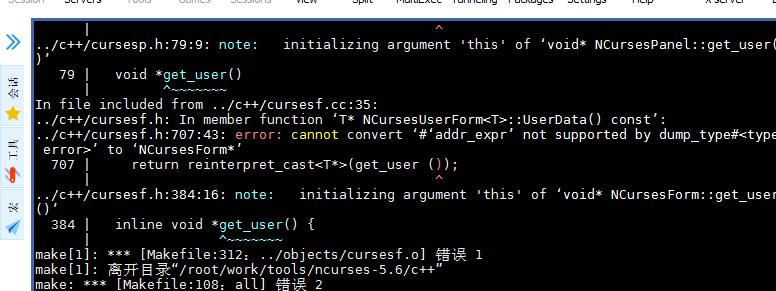 Session Servers Tools Games Sessions View Split MultiExec Tunneling Packages Settings Help X server
|                                           ^
../c++/cursesp.h:79:9: note:   initializing argument 'this' of ‘void* NCursesPanel::get_user(
)’
79 |   void *get_user()
|         ^~~~~~~~
In file included from ../c++/cursesf.cc:35:
../c++/cursesf.h: In member function ‘T* NCursesUserForm<T>::UserData() const’:
../c++/cursesf.h:707:43: error: cannot convert ‘#‘addr_expr’ not supported by dump_type#<type
error>’ to ‘NCursesForm*’
707 |     return reinterpret_cast<T*>(get_user ());
|                                           ^
../c++/cursesf.h:384:16: note:   initializing argument 'this' of ‘void* NCursesForm::get_user
()’
384 |   inline void *get_user() {
|                ^~~~~~~~
make[1]: *** [Makefile:312：../objects/cursesf.o] 错误 1
make[1]: 离开目录“/root/work/tools/ncurses-5.6/c++”
make: *** [Makefile:108：all] 错误 2
会话
工具
宏